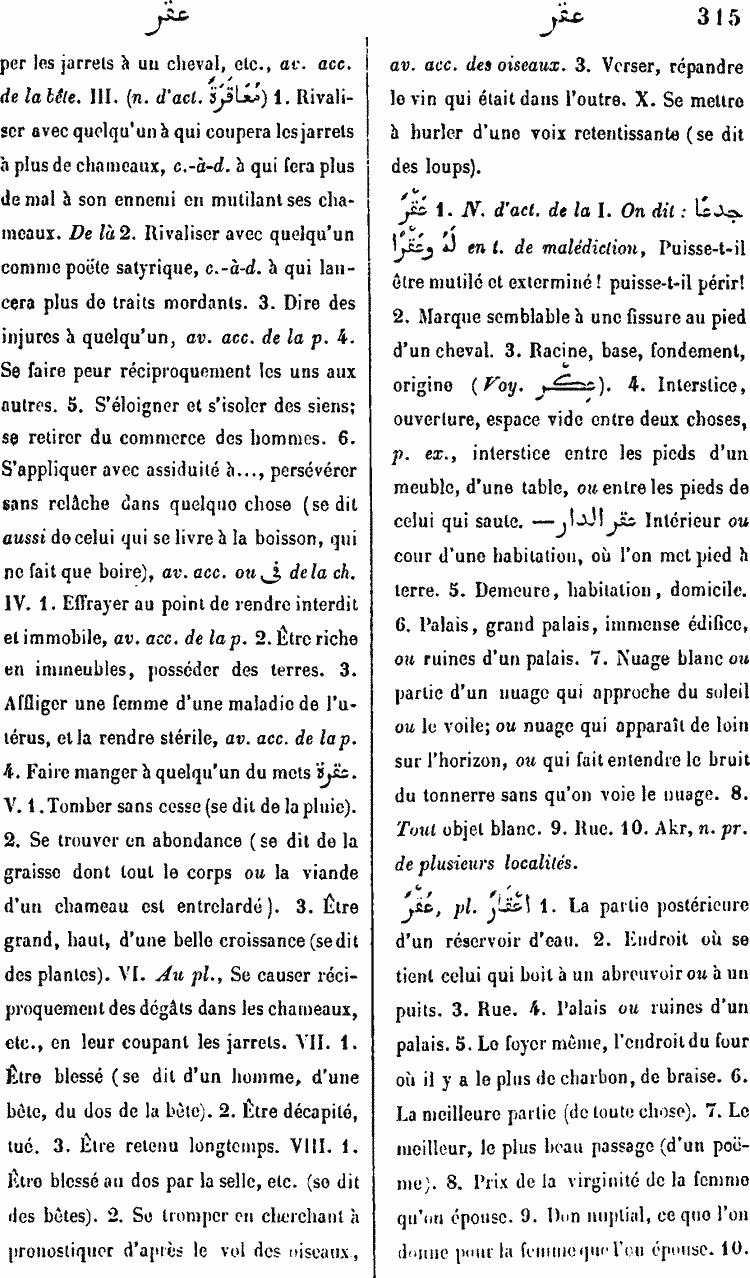 عقر
عقر 315
per les jarrets à un cheval, etc., av. acc.
de la bête. III. (n. d'act. مُعَاقَرَةٌ) 1. Rivali-
ser avec quelqu'un à qui coupera les jarrets
à plus de chameaux, c.-à-d. à qui fera plus
de mal à son ennemi en mutilant ses cha-
meaux. De là 2. Rivaliser avec quelqu'un
comme poëte satyrique, c.-à-d. à qui lan-
cera plus de traits mordants. 3. Dire des
injures à quelqu'un, av. acc. de la p. 4.
Se faire peur réciproquement les uns aux
autres. 5. S'éloigner et s'isoler des siens;
se retirer du commerce des hommes. 6.
S'appliquer avec assiduité à..., persévérer
sans relâche dans quelque chose (se dit
aussi de celui qui se livre à la boisson, qui
ne fait que boire), av. acc. ou فى de la ch.
IV. 1. Effrayer au point de rendre interdit
et immobile, av. acc. de la p. 2. Être riche
en immeubles, posséder des terres. 3.
Affliger une femme d'une maladie de l'u-
térus, et la rendre stérile, av. acc. de la p.
4. Faire manger à quelqu'un du mets عقرة.
V. 1. Tomber sans cesse (se dit de la pluie).
2. Se trouver en abondance (se dit de la
graisse dont tout le corps ou la viande
d'un chameau est entrelardé). 3. Être
grand, haut, d'une belle croissance (se dit
des plantes). VI. Au pl., Se causer réci-
proquement des dégâts dans les chameaux,
etc., en leur coupant les jarrets. VII. 1.
Être blessé (se dit d'un homme, d'une
bête, du dos de la bête). 2. Être décapité,
tué. 3. Être retenu longtemps. VIII. 1.
Être blessé au dos par la selle, etc. (se dit
des bêtes). 2. Se tromper en cherchant à
pronostiquer d'après le vol des oiseaux,
av. acc. des oiseaux. 3. Verser, répandre
le vin qui était dans l'outre. X. Se mettre
à hurler d'une voix retentissante (se dit
des loups).
عَقْرٌ 1. N. d'act. de la I. On dit : جدعًا
لَهُ وعَقْرًا en t. de malédiction, Puisse-t-il
être mutilé et exterminé! puisse-t-il périr!
2. Marque semblable à une fissure au pied
d'un cheval. 3. Racine, base, fondement,
origine (Voy. عِكْر). 4. Interstice,
ouverture, espace vide entre deux choses,
p. ex., interstice entre les pieds d'un
meuble, d'une table, ou entre les pieds de
celui qui saute. — عقر الدار Intérieur ou
cour d'une habitation, où l'on met pied à
terre. 5. Demeure, habitation, domicile.
6. Palais, grand palais, immense édifice,
ou ruines d'un palais. 7. Nuage blanc ou
partie d'un nuage qui approche du soleil
ou le voile; ou nuage qui apparaît de loin
sur l'horizon, ou qui fait entendre le bruit
du tonnerre sans qu'on voie le nuage. 8.
Tout objet blanc. 9. Rue. 10. Akr, n. pr.
de plusieurs localités.
عُقْرٌ, pl. أَعْقَارٌ 1. La partie postérieure
d'un réservoir d'eau. 2. Endroit où se
tient celui qui boit à un abreuvoir ou à un
puits. 3. Rue. 4. Palais ou ruines d'un
palais. 5. Le foyer même, l'endroit du four
où il y a le plus de charbon, de braise. 6.
La meilleure partie (de toute chose). 7. Le
meilleur, le plus beau passage (d'un poë-
me). 8. Prix de la virginité de la femme
qu'on épouse. 9. Don nuptial, ce que l'on
donne pour la femme que l'on épouse. 10.